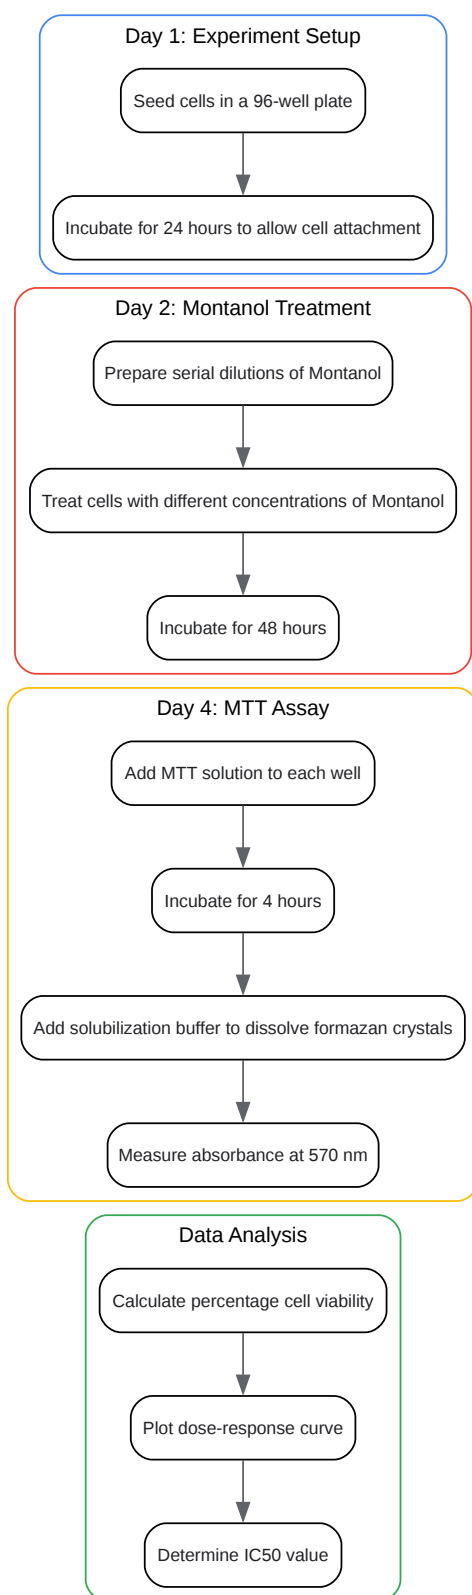 Day 1: Experiment Setup
Seed cells in a 96-well plate
Incubate for 24 hours to allow cell attachment
Day 2: Montanol Treatment
Prepare serial dilutions of Montanol
Treat cells with different concentrations of Montanol
Incubate for 48 hours
Day 4: MTT Assay
Add MTT solution to each well
Incubate for 4 hours
Add solubilization buffer to dissolve formazan crystals
Measure absorbance at 570 nm
Data Analysis
Calculate percentage cell viability
Plot dose-response curve
Determine IC50 value